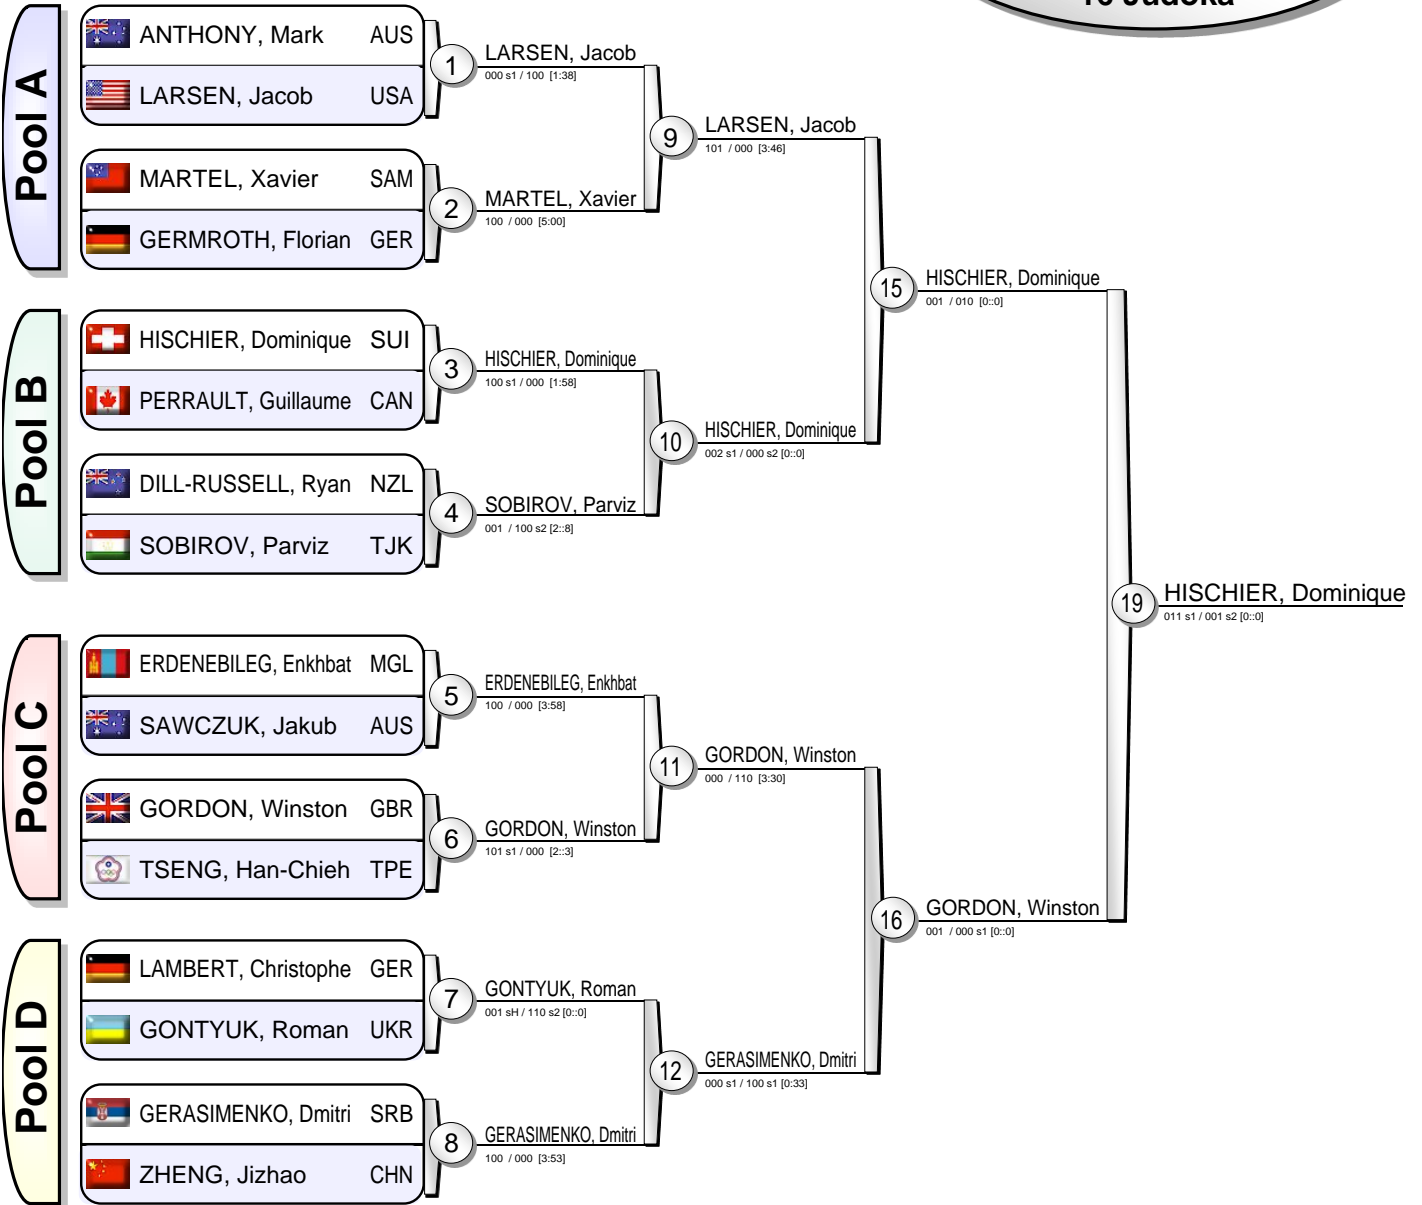 16 Judoka
Pool A
ANTHONY, Mark AUS
LARSEN, Jacob USA
1
LARSEN, Jacob
000 s1 / 100 [1:38]
MARTEL, Xavier SAM
GERMROTH, Florian GER
2
MARTEL, Xavier
100 / 000 [5:00]
9
LARSEN, Jacob
101 / 000 [3:46]
Pool B
HISCHIER, Dominique SUI
PERRAULT, Guillaume CAN
3
HISCHIER, Dominique
100 s1 / 000 [1:58]
DILL-RUSSELL, Ryan NZL
SOBIROV, Parviz TJK
4
SOBIROV, Parviz
001 / 100 s2 [2::8]
10
HISCHIER, Dominique
002 s1 / 000 s2 [0::0]
15
HISCHIER, Dominique
001 / 010 [0::0]
Pool C
ERDENEBILEG, Enkhbat MGL
SAWCZUK, Jakub AUS
5
ERDENEBILEG, Enkhbat
100 / 000 [3:58]
GORDON, Winston GBR
TSENG, Han-Chieh TPE
6
GORDON, Winston
101 s1 / 000 [2::3]
11
GORDON, Winston
000 / 110 [3:30]
Pool D
LAMBERT, Christophe GER
GONTYUK, Roman UKR
7
GONTYUK, Roman
001 sH / 110 s2 [0::0]
GERASIMENKO, Dmitri SRB
ZHENG, Jizhao CHN
8
GERASIMENKO, Dmitri
100 / 000 [3:53]
12
GERASIMENKO, Dmitri
000 s1 / 100 s1 [0:33]
16
GORDON, Winston
001 / 000 s1 [0::0]
19
HISCHIER, Dominique
011 s1 / 001 s2 [0::0]